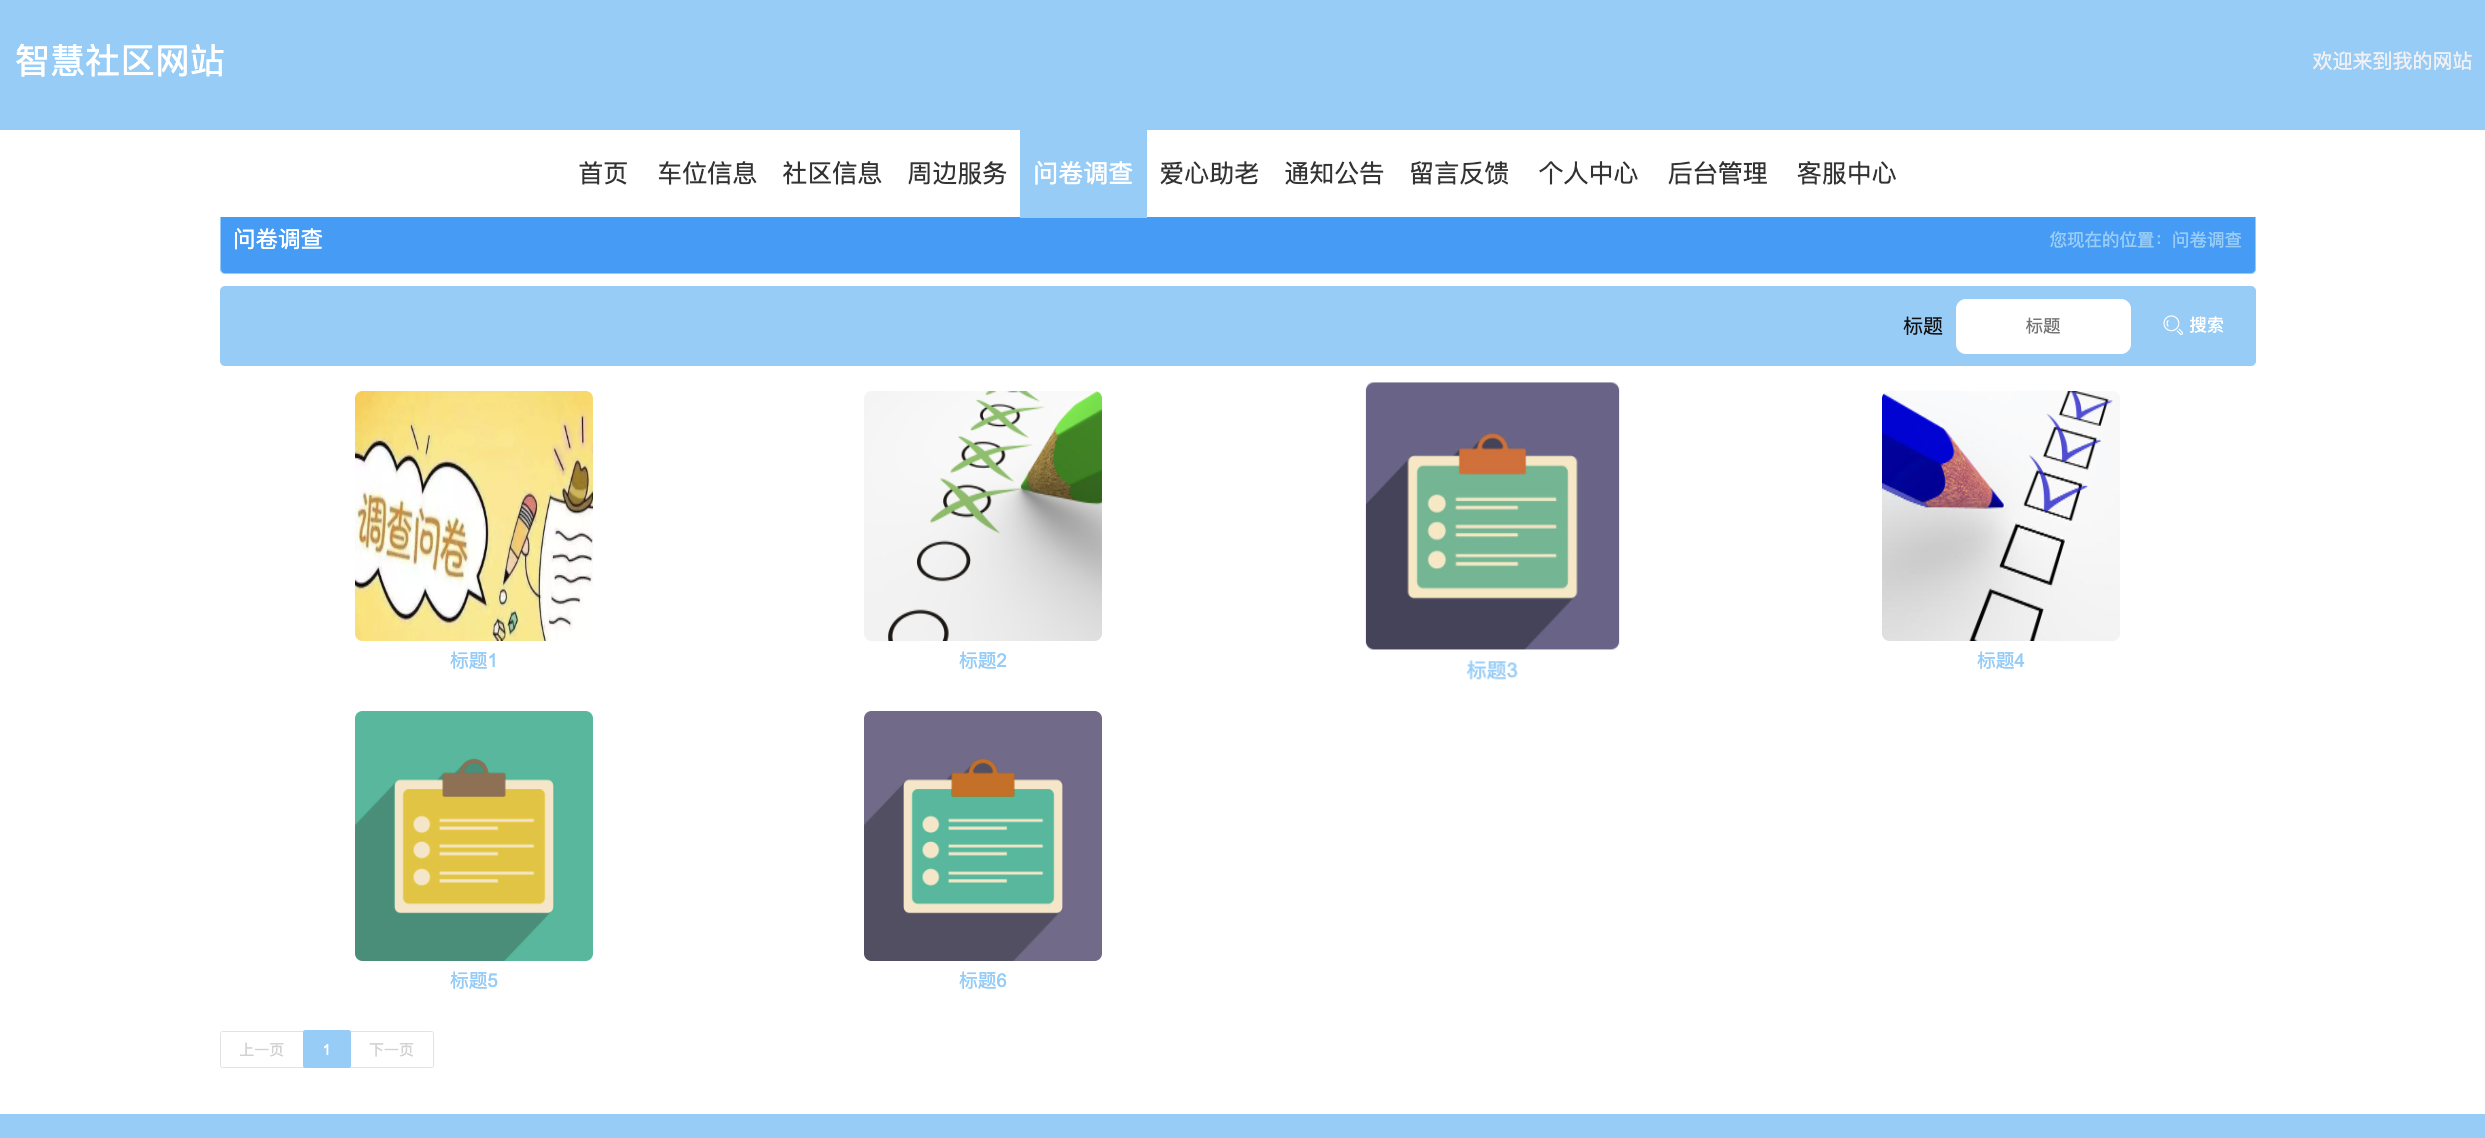 智慧社区网站
欢迎来到我的网站
首页 车位信息 社区信息 周边服务 问卷调查 爱心助老 通知公告 留言反馈 个人中心 后台管理 客服中心
问卷调查
您现在的位置：问卷调查
标题 标题 搜索
调查问卷
标题1
标题2
标题3
标题4
标题5
标题6
上一页 1 下一页